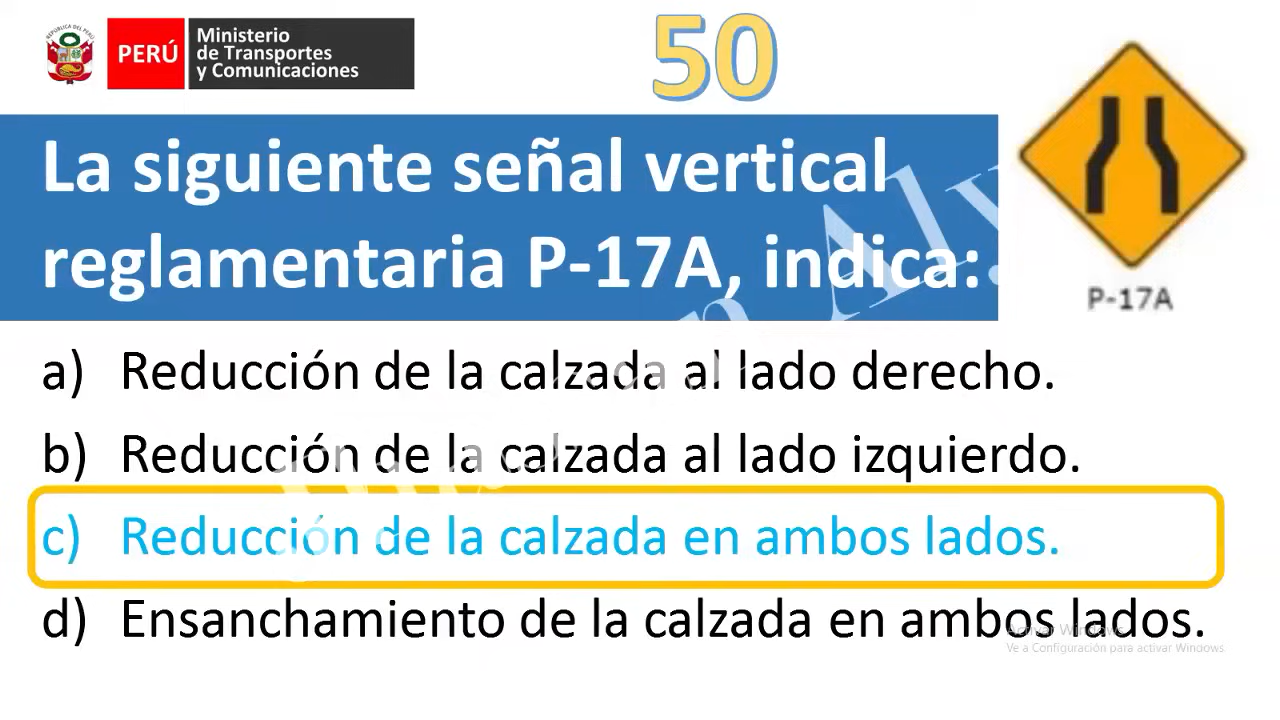 REPÚBLICA DEL PERÚ
PERÚ
Ministerio
de Transportes
y Comunicaciones
50
P-17A
La siguiente señal vertical
reglamentaria P-17A, indica:
a) Reducción de la calzada al lado derecho.
b) Reducción de la calzada al lado izquierdo.
c) Reducción de la calzada en ambos lados.
d) Ensanchamiento de la calzada en ambos lados.
Activar Windows
Ve a Configuración para activar Windows.